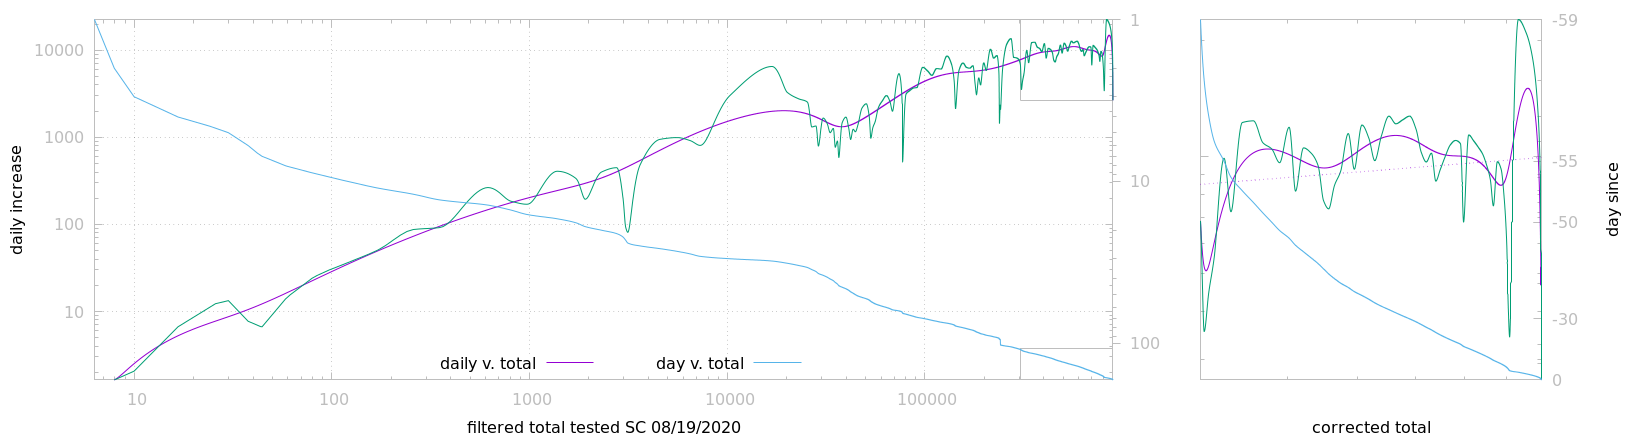 10000
1000
100
10
daily increase
daily v. total
day v. total
10
100
1000
10000
100000
filtered total tested SC 08/19/2020
1
10
100
-59
-55
-50
-30
0
day since
corrected total